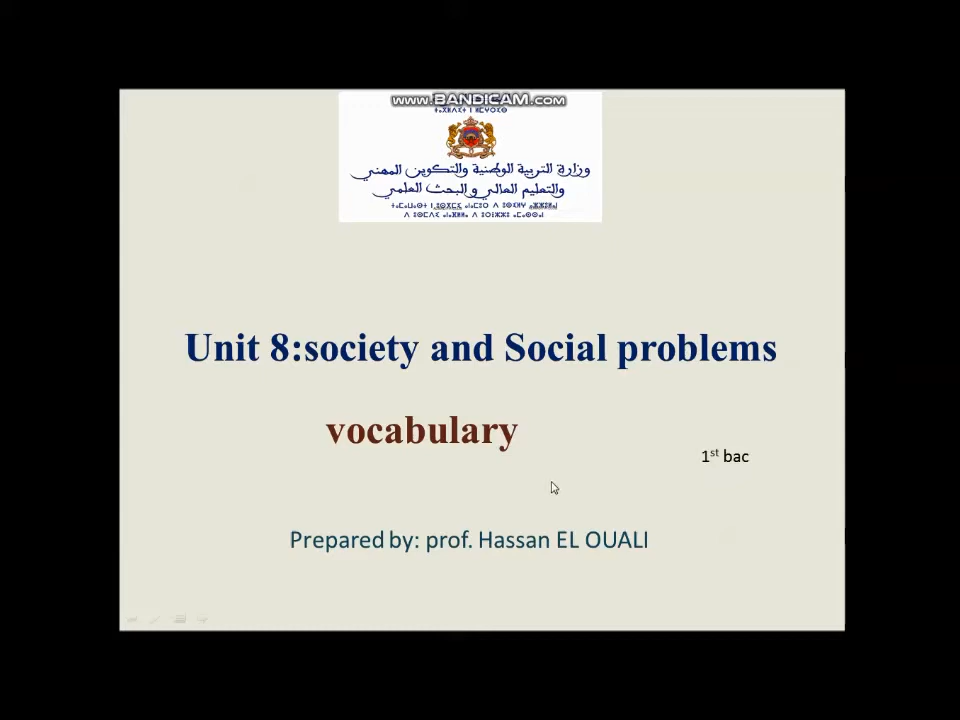 www.BANDICAM.com
وزارة التربية الوطنية والتكوين المهني
والتعليم العالي والبحث العلمي
Unit 8:society and Social problems
vocabulary
1st bac
Prepared by: prof. Hassan EL OUALI